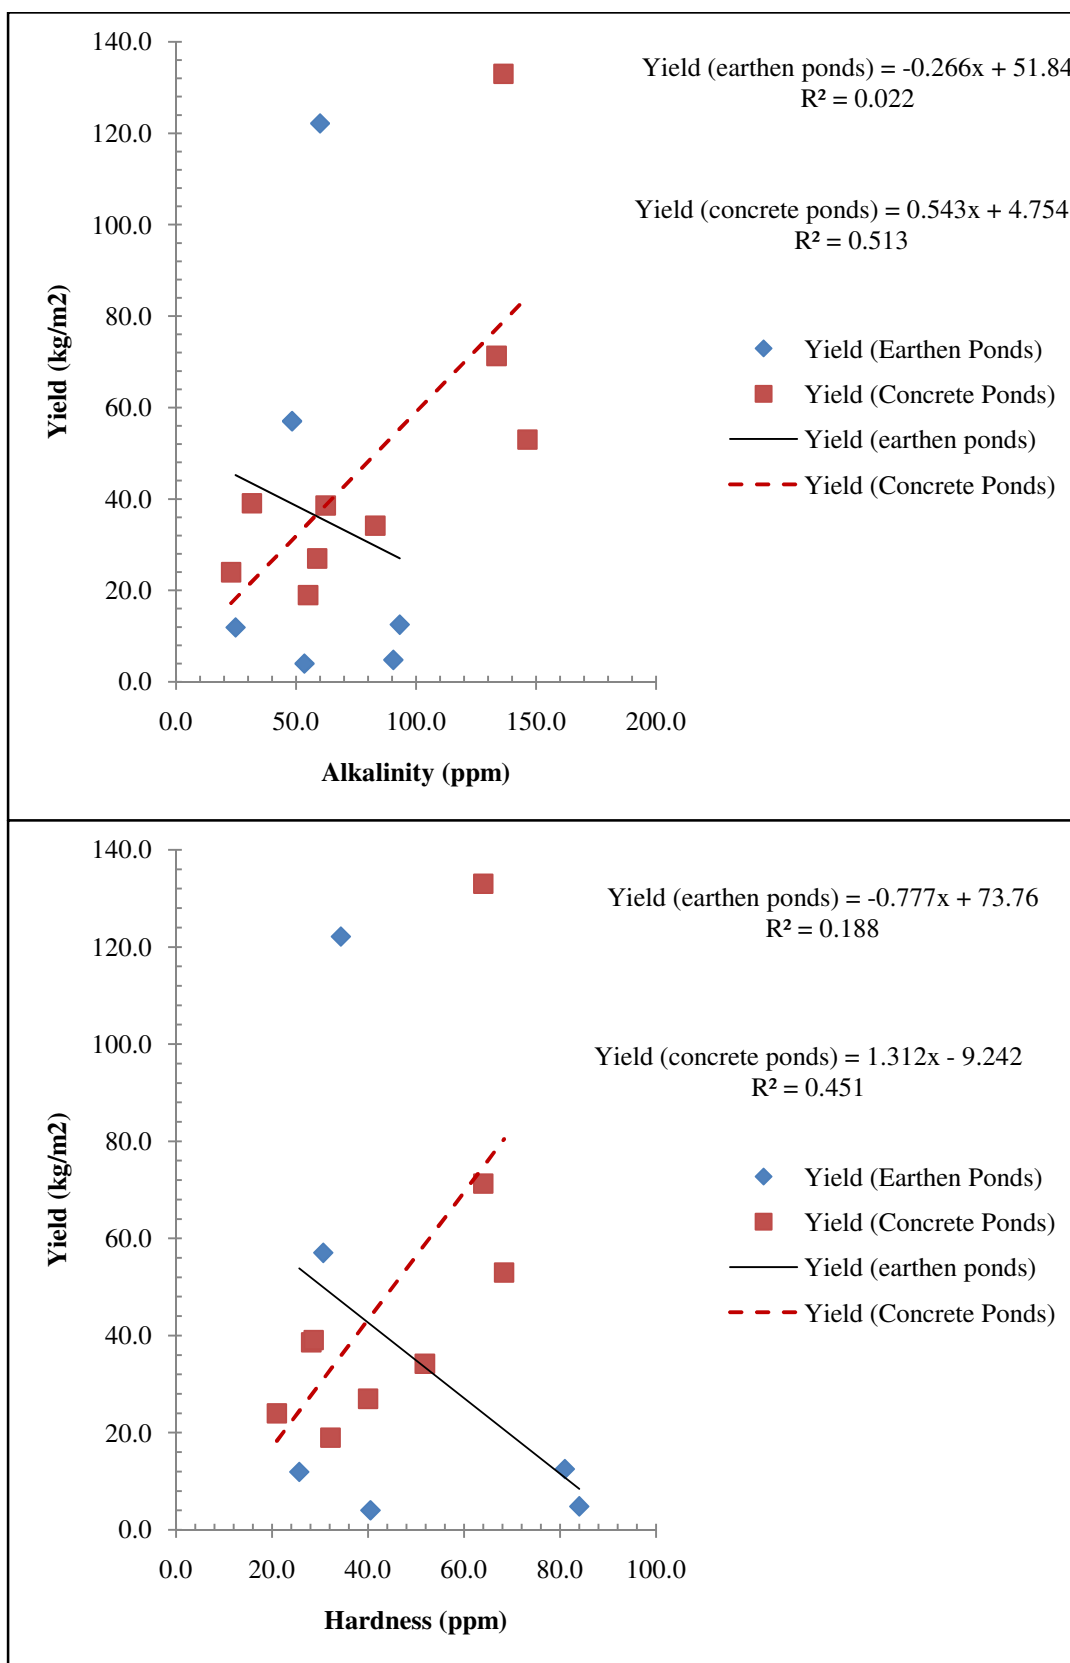 140.0
120.0
100.0
80.0
60.0
40.0
20.0
0.0
0.0 50.0 100.0 150.0 200.0
Yield (kg/m2)
Alkalinity (ppm)
Yield (earthen ponds) = -0.266x + 51.84
R² = 0.022
Yield (concrete ponds) = 0.543x + 4.754
R² = 0.513
Yield (Earthen Ponds)
Yield (Concrete Ponds)
Yield (earthen ponds)
Yield (Concrete Ponds)
140.0
120.0
100.0
80.0
60.0
40.0
20.0
0.0
0.0 20.0 40.0 60.0 80.0 100.0
Yield (kg/m2)
Hardness (ppm)
Yield (earthen ponds) = -0.777x + 73.76
R² = 0.188
Yield (concrete ponds) = 1.312x - 9.242
R² = 0.451
Yield (Earthen Ponds)
Yield (Concrete Ponds)
Yield (earthen ponds)
Yield (Concrete Ponds)